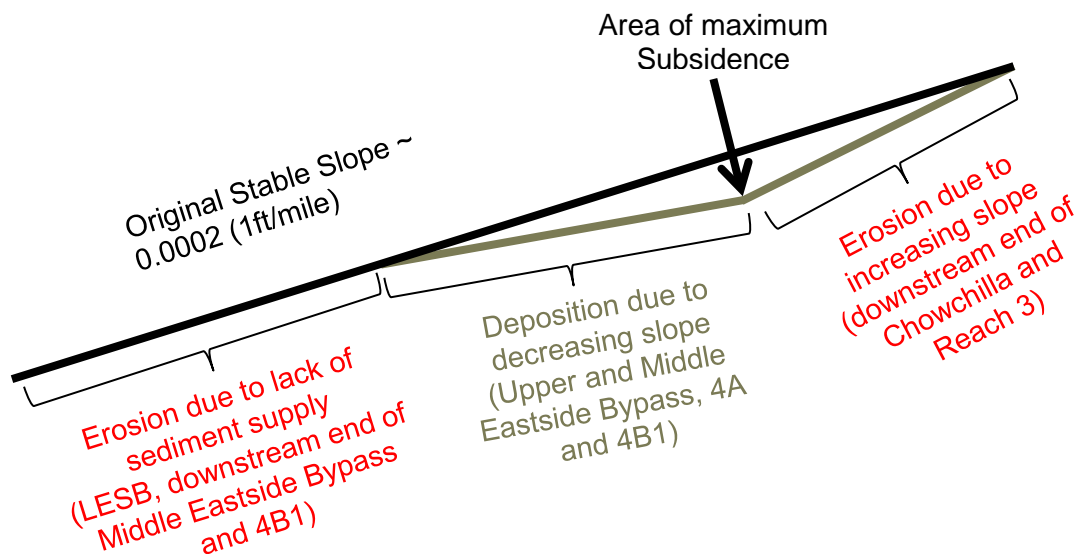 Area of maximum
Subsidence
Original Stable Slope ~
0.0002 (1ft/mile)
Erosion due to
increasing slope
(downstream end of
Chowchilla and
Reach 3)
Deposition due to
decreasing slope
(Upper and Middle
Eastside Bypass, 4A
and 4B1)
Erosion due to lack of
sediment supply
(LESB, downstream end of
Middle Eastside Bypass
and 4B1)